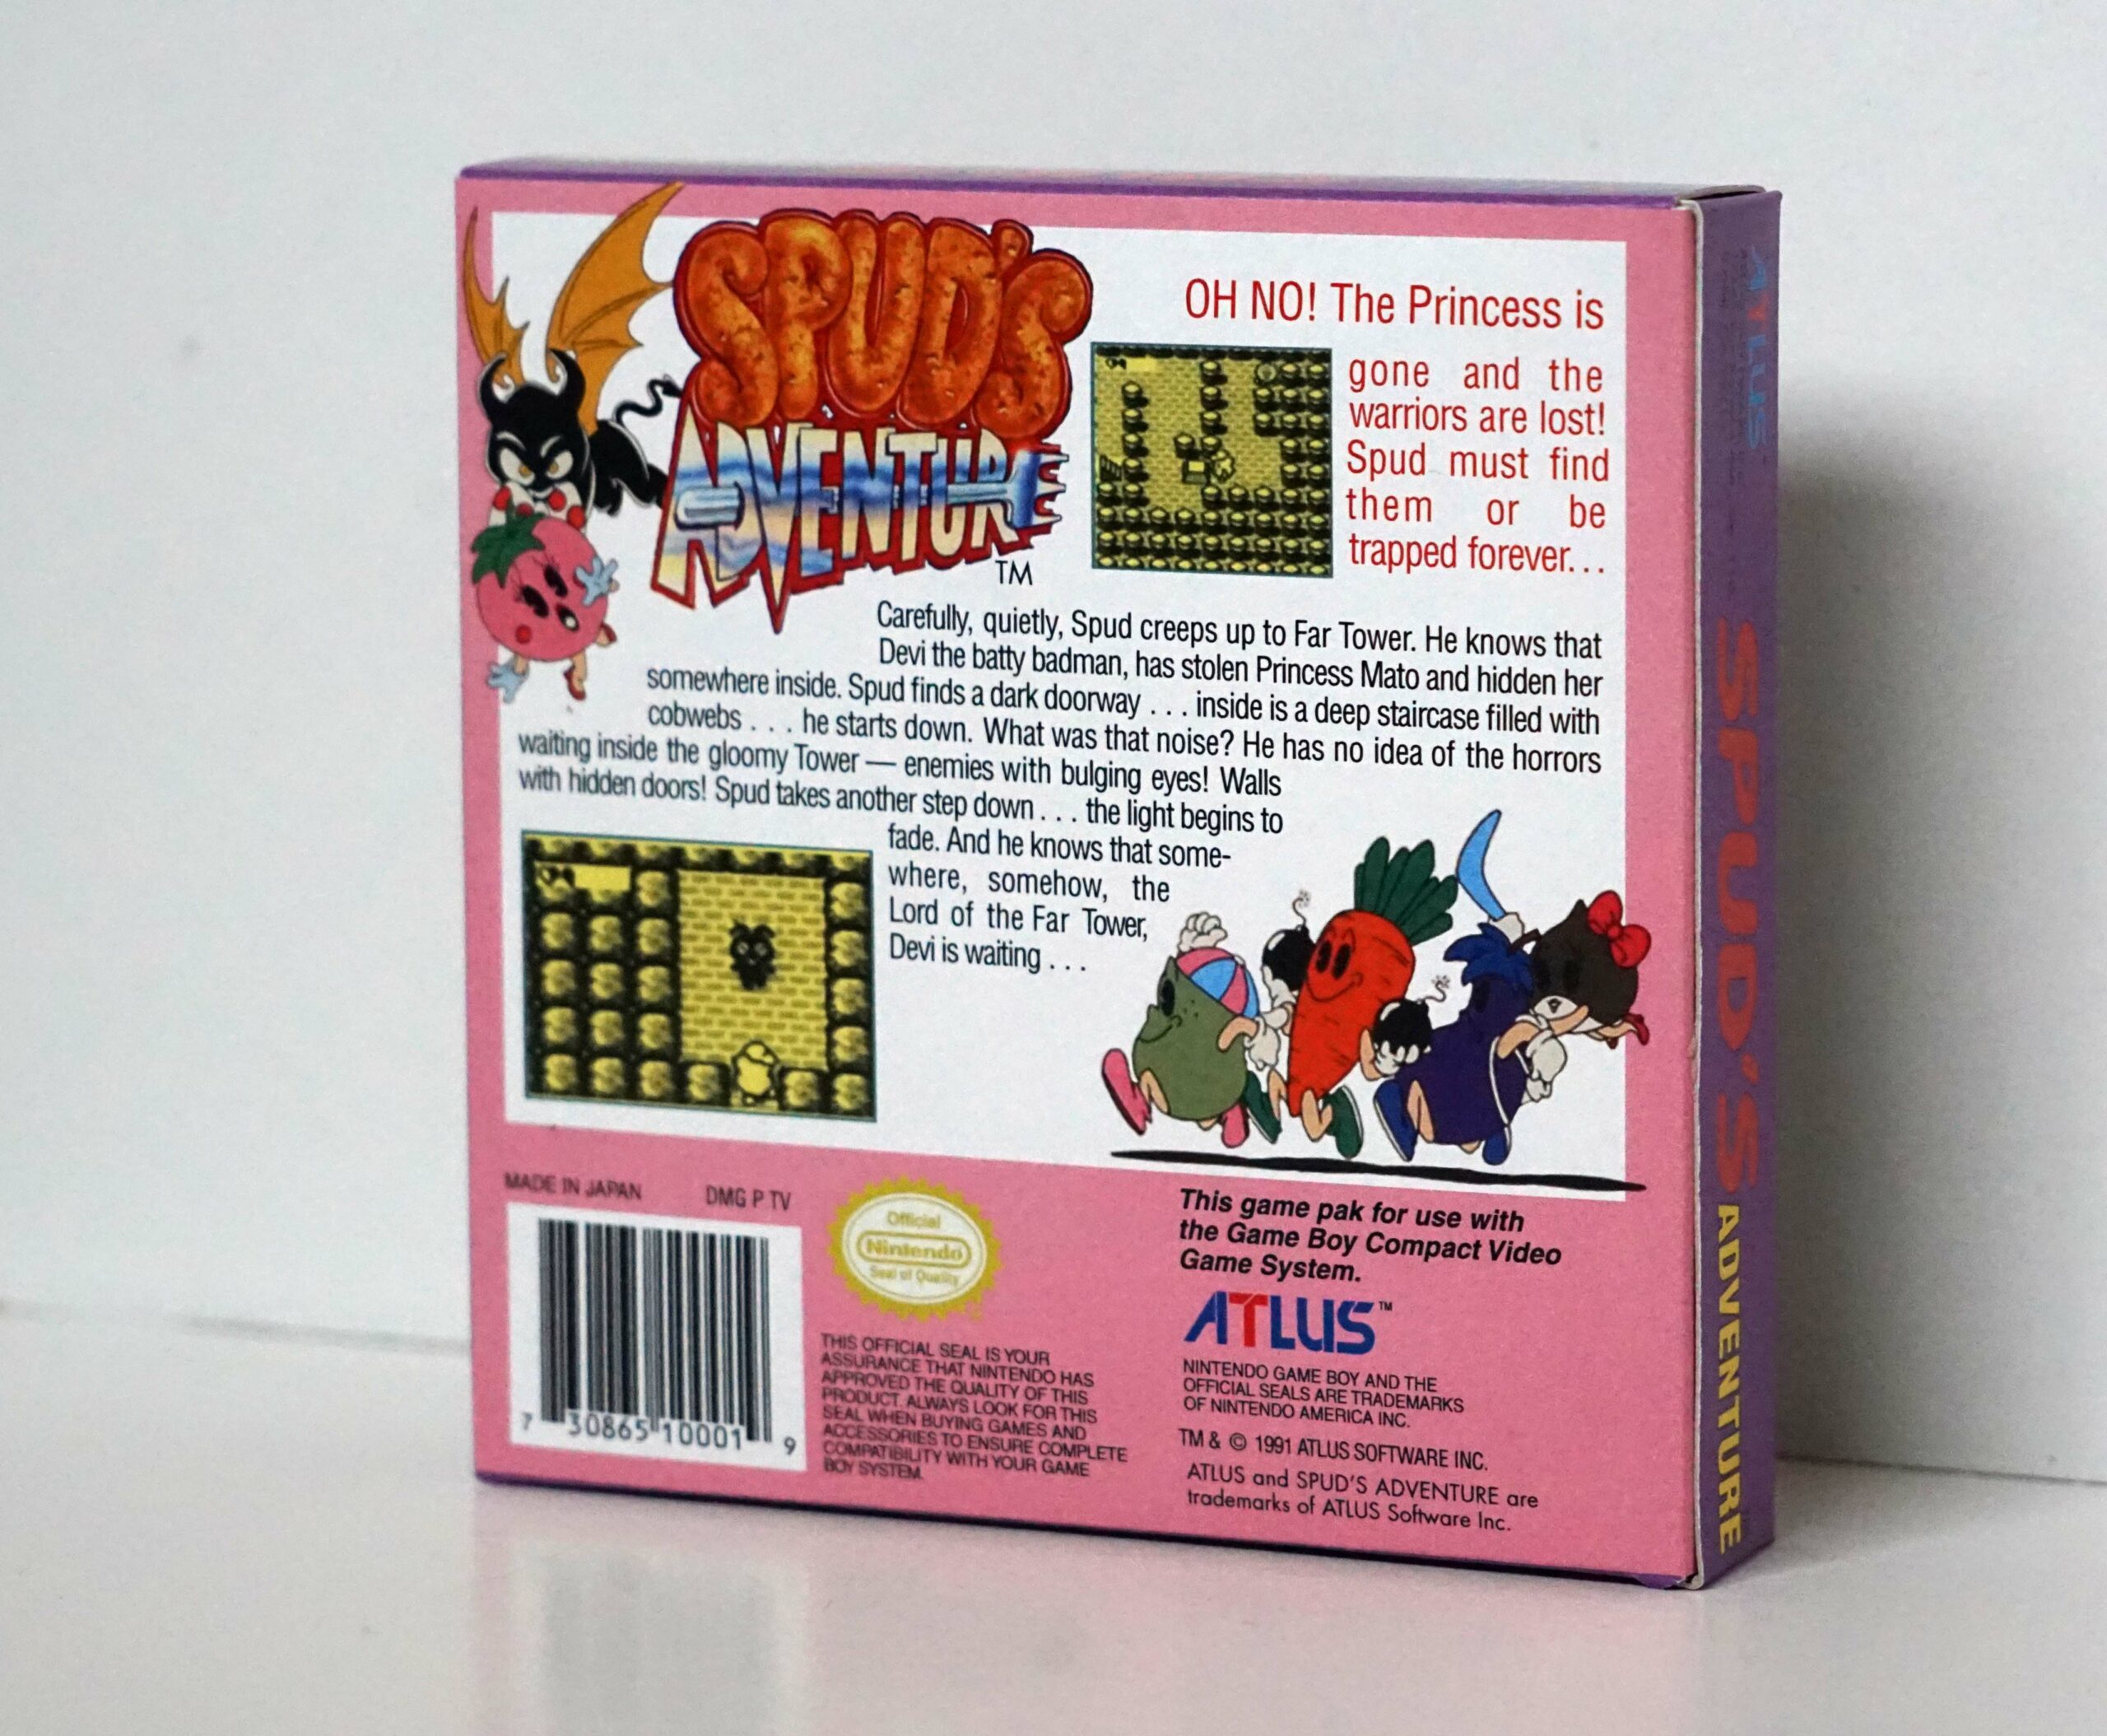 SPUD'S
ADVENTURE
TM
OH NO! The Princess is
gone and the
warriors are lost!
Spud must find
them or be
trapped forever...
Carefully, quietly, Spud creeps up to Far Tower. He knows that
Devi the batty badman, has stolen Princess Mato and hidden her
somewhere inside. Spud finds a dark doorway . . . inside is a deep staircase filled with
cobwebs . . . he starts down. What was that noise? He has no idea of the horrors
waiting inside the gloomy Tower — enemies with bulging eyes! Walls
with hidden doors! Spud takes another step down . . . the light begins to
fade. And he knows that some-
where, somehow, the
Lord of the Far Tower,
Devi is waiting . . .
MADE IN JAPAN DMG P TV
7 30865 10001 9
Official
Nintendo
Seal of Quality
THIS OFFICIAL SEAL IS YOUR
ASSURANCE THAT NINTENDO HAS
APPROVED THE QUALITY OF THIS
PRODUCT. ALWAYS LOOK FOR THIS
SEAL WHEN BUYING GAMES AND
ACCESSORIES TO ENSURE COMPLETE
COMPATIBILITY WITH YOUR GAME
BOY SYSTEM.
This game pak for use with
the Game Boy Compact Video
Game System.
ATLUS™
NINTENDO GAME BOY AND THE
OFFICIAL SEALS ARE TRADEMARKS
OF NINTENDO AMERICA INC.
TM & © 1991 ATLUS SOFTWARE INC.
ATLUS and SPUD'S ADVENTURE are
trademarks of ATLUS Software Inc.
ATLUS
SPUD'S ADVENTURE